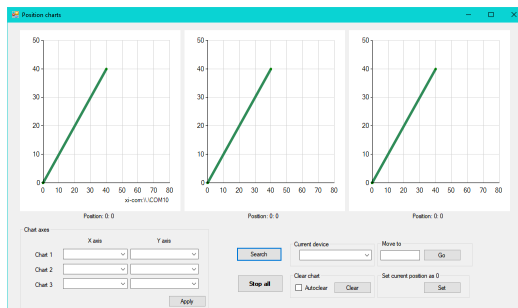 Position charts
50 50 50
40 40 40
30 30 30
20 20 20
10 10 10
0 0 0
0 10 20 30 40 50 60 70 80 0 10 20 30 40 50 60 70 80 0 10 20 30 40 50 60 70 80
xi-com:\\.\COM10
Position: 0: 0 Position: 0: 0 Position: 0: 0
Chart axes
X axis Y axis
Chart 1
Chart 2
Chart 3
Apply
Search
Stop all
Current device
Move to
Go
Clear chart
Autoclear
Clear
Set current position as 0
Set